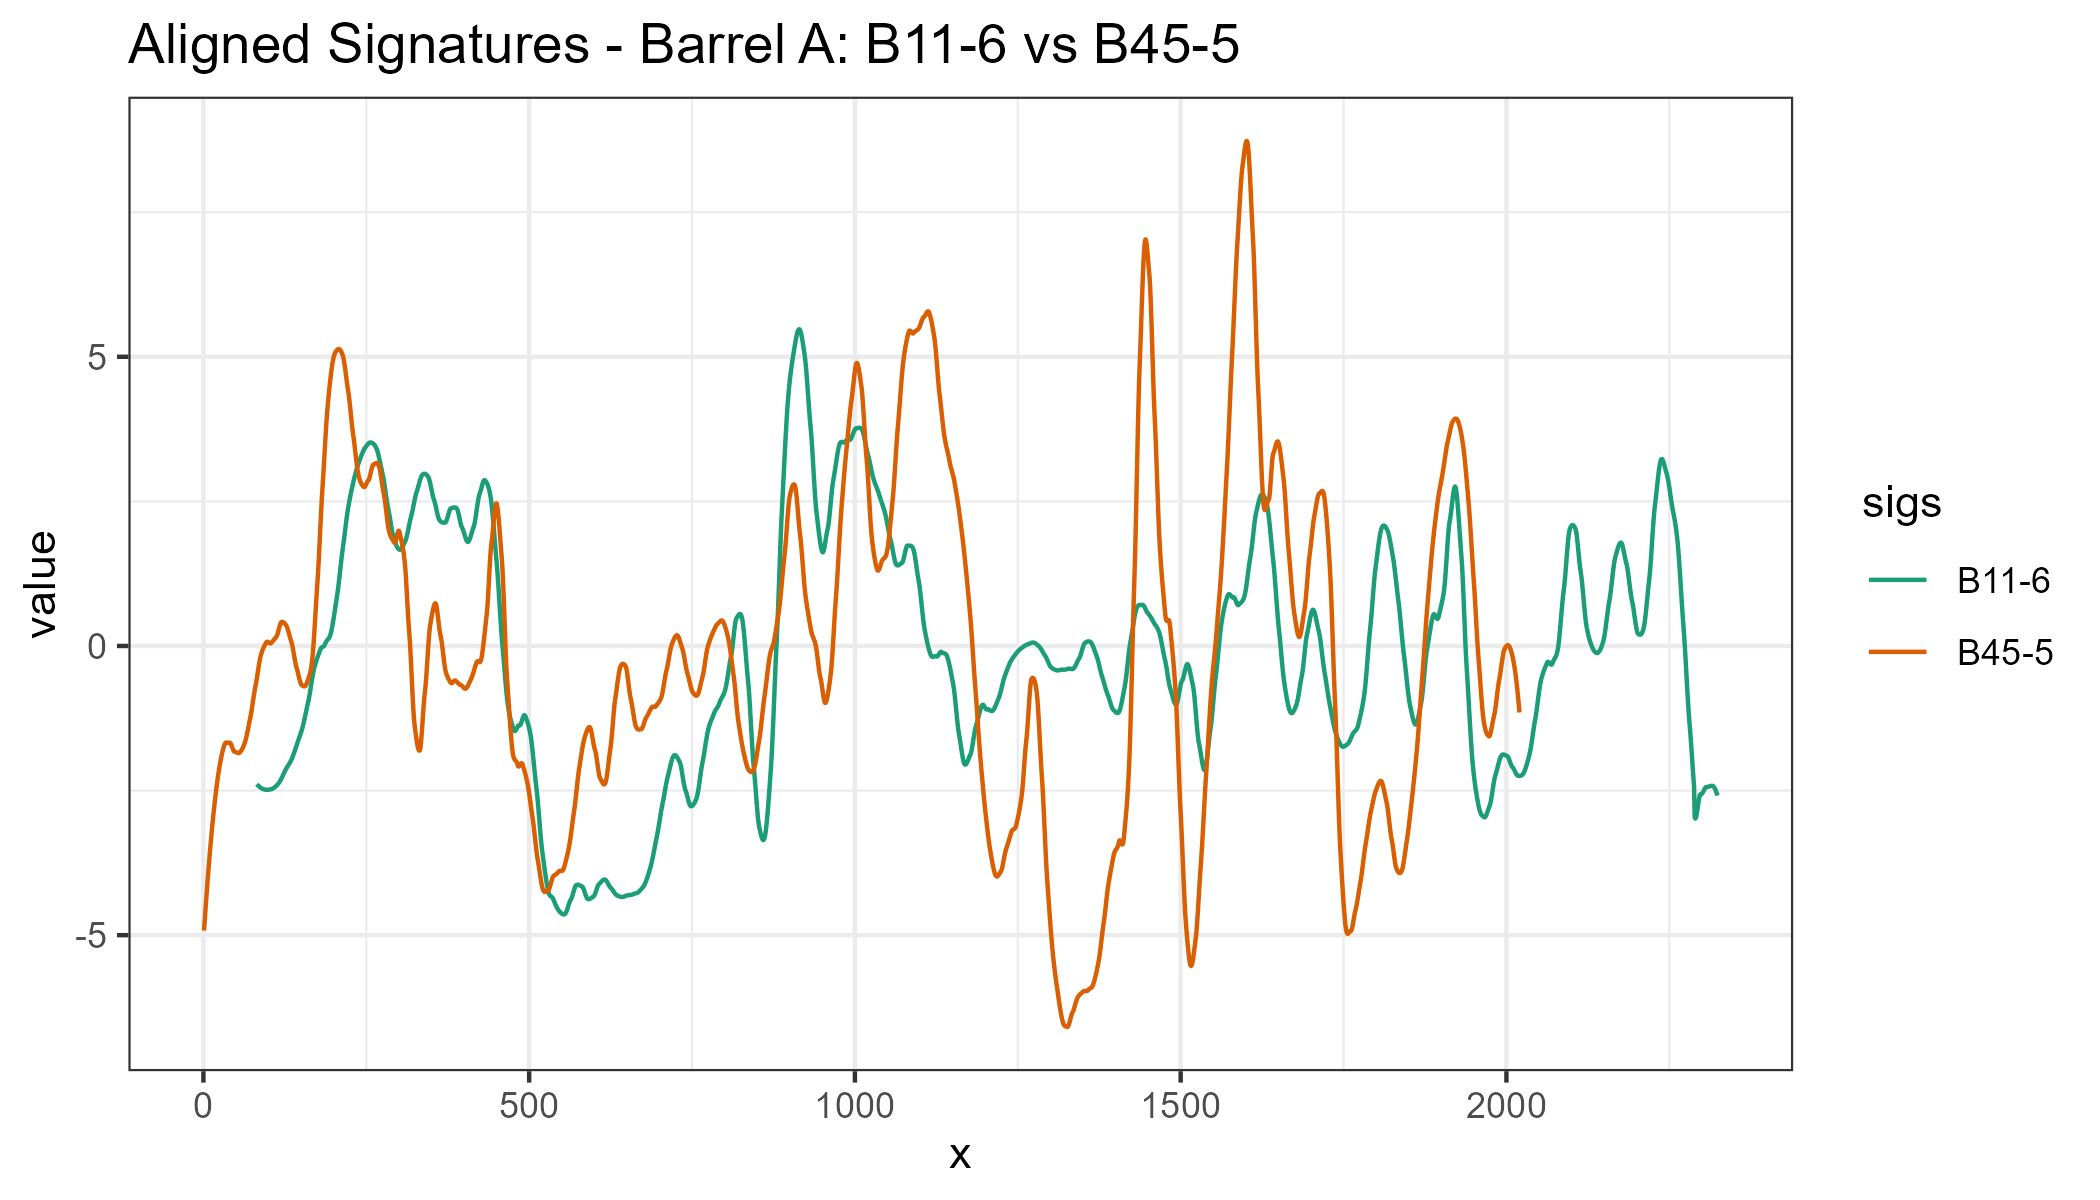 Aligned Signatures - Barrel A: B11-6 vs B45-5
value
5
0
-5
0 500 1000 1500 2000
x
sigs
B11-6
B45-5